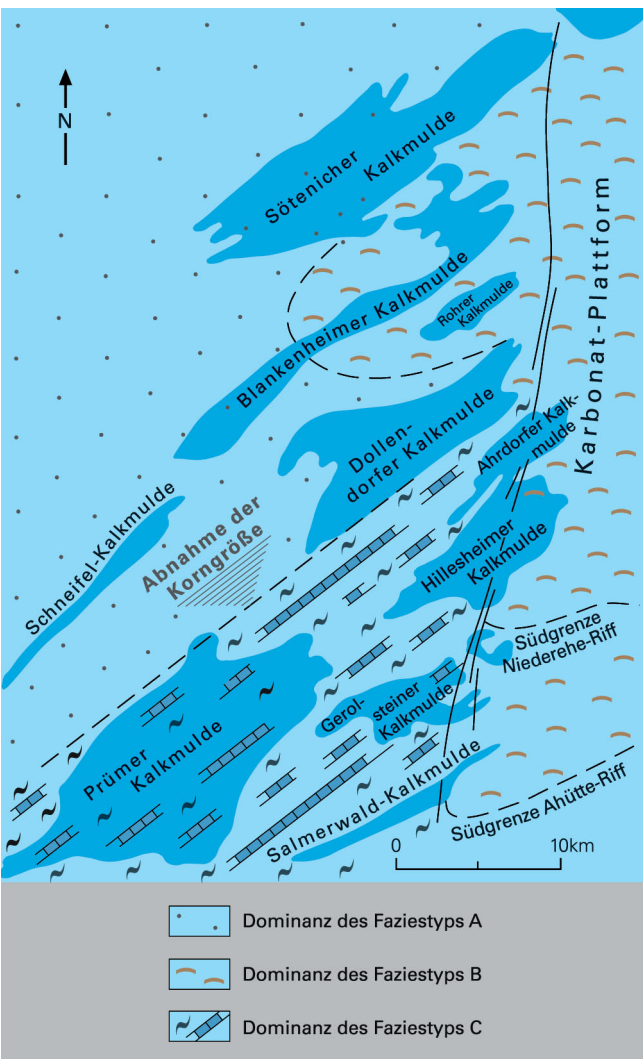 N
Sötenicher
Kalkmulde
Karbonat-Plattform
Blankenheimer Kalkmulde
Rohrer
Kalkmulde
Dollen-
dorfer Kalkmulde
Ahrdorfer Kalk-
mulde
Schneifel-Kalkmulde
Abnahme der
Korngröße
Hillesheimer
Kalkmulde
Südgrenze
Niederehe-Riff
Gerol-
steiner
Kalkmulde
Prümer
Kalkmulde
Salmerwald-Kalkmulde
Südgrenze Ahütte-Riff
0
10km
Dominanz des Faziestyps A
Dominanz des Faziestyps B
Dominanz des Faziestyps C